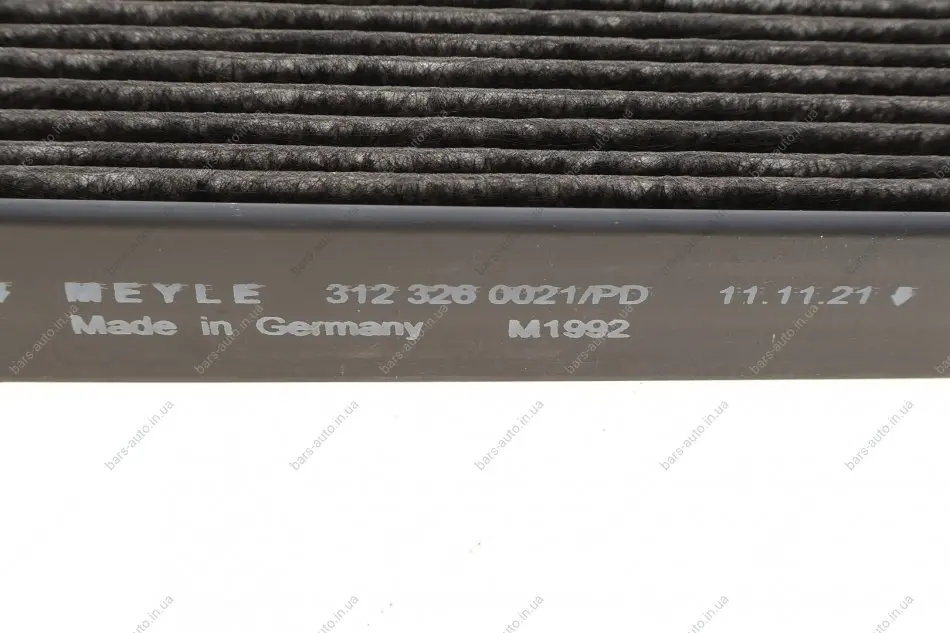 MEYLE 312 326 0021/PD 11.11.21
Made in Germany M1992
bars-auto.in.ua